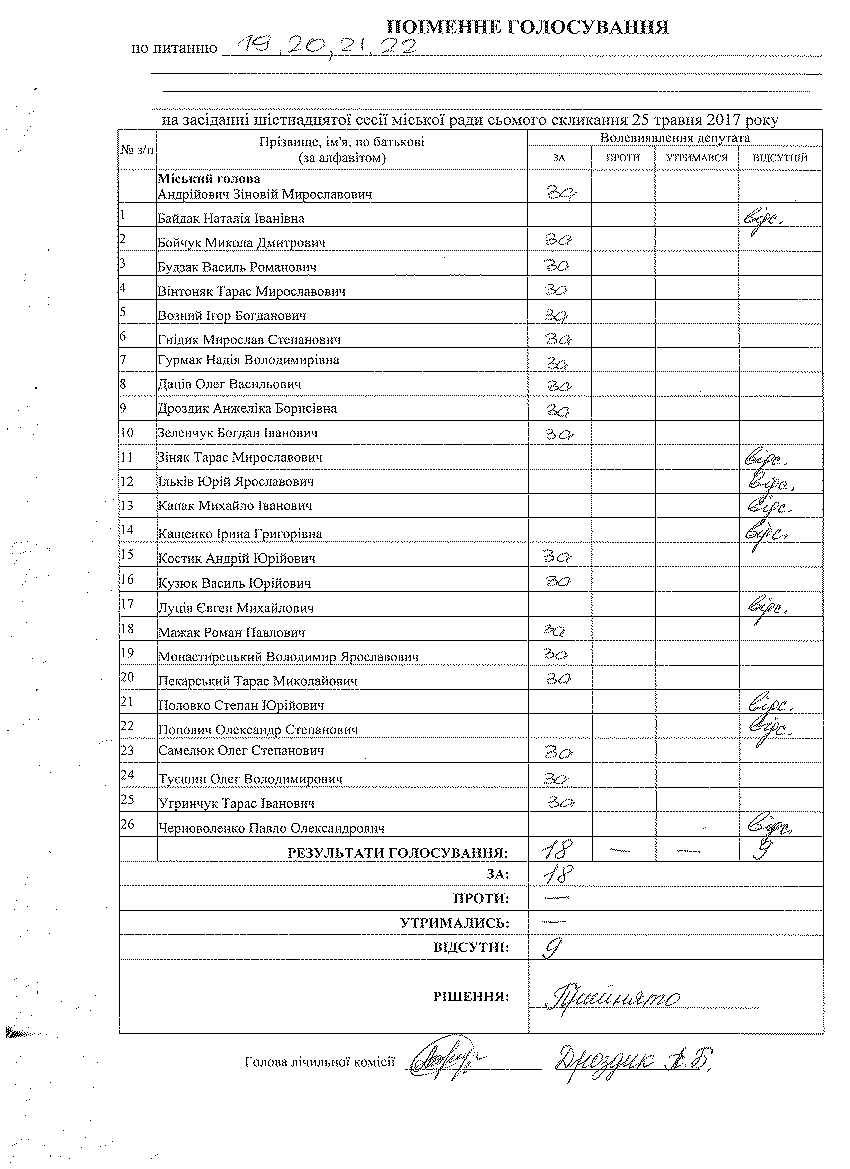 ПОІМЕННЕ ГОЛОСУВАННЯ
по питанню 19, 20, 21, 22
на засіданні шістнадцятої сесії міської ради сьомого скликання 25 травня 2017 року
№ з/п Прізвище, ім'я, по батькові (за алфавітом) Волевиявлення депутата
ЗА ПРОТИ УТРИМАВСЯ ВІДСУТНІЙ
Міський голова
Андрійович Зіновій Мирославович За
1 Байдак Наталія Іванівна Відс.
2 Бойчук Микола Дмитрович За
3 Будзак Василь Романович За
4 Вінтоняк Тарас Мирославович За
5 Возний Ігор Богданович За
6 Гнідик Мирослав Степанович За
7 Гурмак Надія Володимирівна За
8 Даців Олег Васильович За
9 Дроздик Анжеліка Борисівна За
10 Зеленчук Богдан Іванович За
11 Зіняк Тарас Мирославович Відс.
12 Ільків Юрій Ярославович Відс.
13 Капак Михайло Іванович Відс.
14 Кащенко Ірина Григорівна Відс.
15 Костик Андрій Юрійович За
16 Кузюк Василь Юрійович За
17 Луців Євген Михайлович Відс.
18 Мажак Роман Павлович За
19 Монастирецький Володимир Ярославович За
20 Пекарський Тарас Миколайович За
21 Половко Степан Юрійович Відс.
22 Попович Олександр Степанович Відс.
23 Самелюк Олег Степанович За
24 Туєшин Олег Володимирович За
25 Угринчук Тарас Іванович За
26 Черноволенко Павло Олександрович Відс.
РЕЗУЛЬТАТИ ГОЛОСУВАННЯ: 18 — — 9
ЗА: 18
ПРОТИ: —
УТРИМАЛИСЬ: —
ВІДСУТНІ: 9
РІШЕННЯ: Прийнято
Голова лічильної комісії Дроздик А.Б.